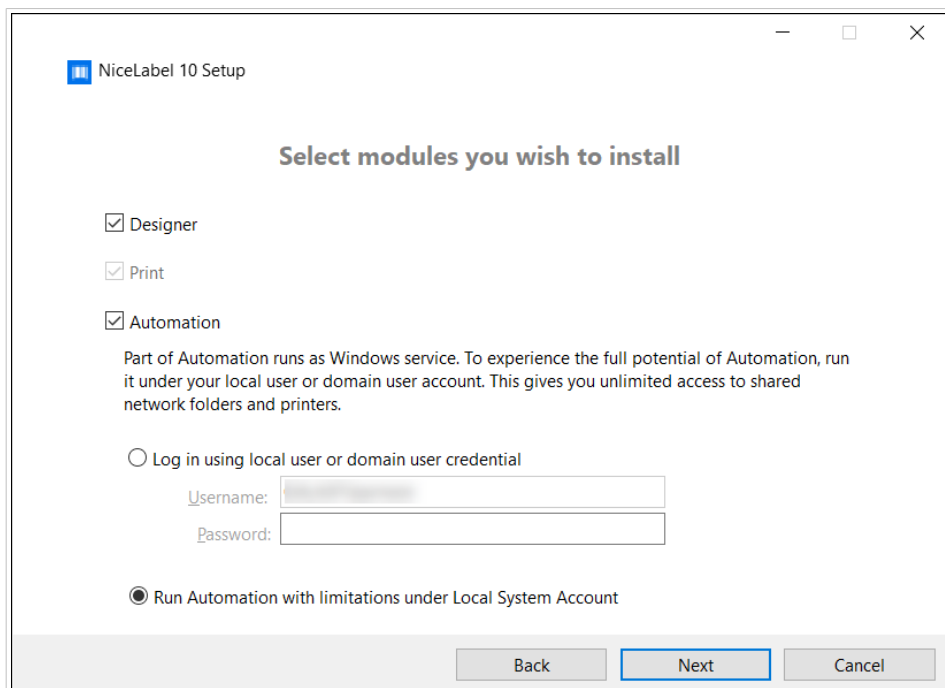 NiceLabel 10 Setup
Select modules you wish to install
Designer
Print
Automation
Part of Automation runs as Windows service. To experience the full potential of Automation, run
it under your local user or domain user account. This gives you unlimited access to shared
network folders and printers.
Log in using local user or domain user credential
Username:
Password:
Run Automation with limitations under Local System Account
Back Next Cancel